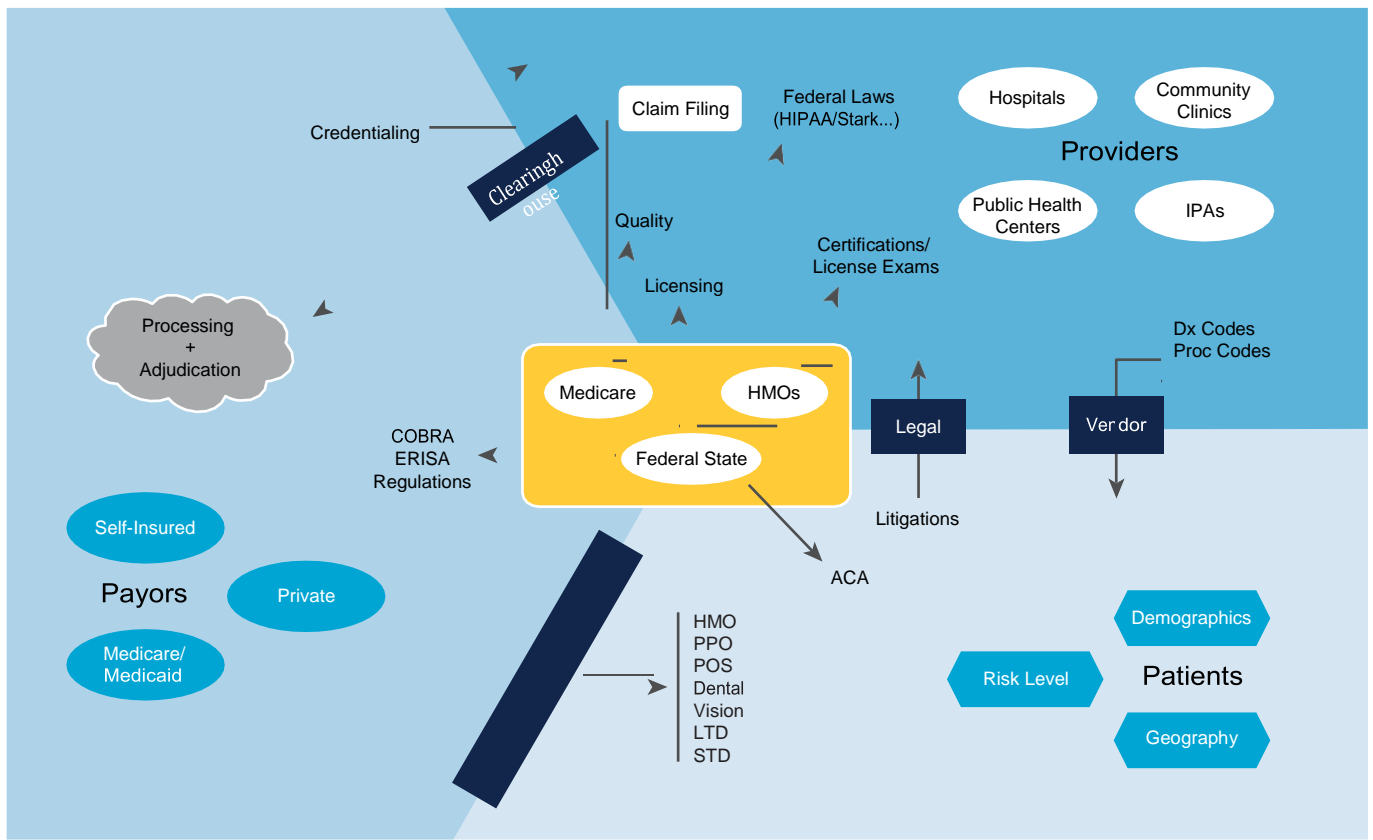 Credentialing
Clearingh
ouse
Claim Filing
Federal Laws
(HIPAA/Stark...)
Hospitals
Community
Clinics
Providers
Public Health
Centers
IPAs
Quality
Certifications/
License Exams
Licensing
Processing
+
Adjudication
Dx Codes
Proc Codes
Medicare
HMOs
Federal State
Legal
Verdor
COBRA
ERISA
Regulations
Litigations
ACA
Self-Insured
Payors
Private
Medicare/
Medicaid
HMO
PPO
POS
Dental
Vision
LTD
STD
Demographics
Risk Level
Patients
Geography